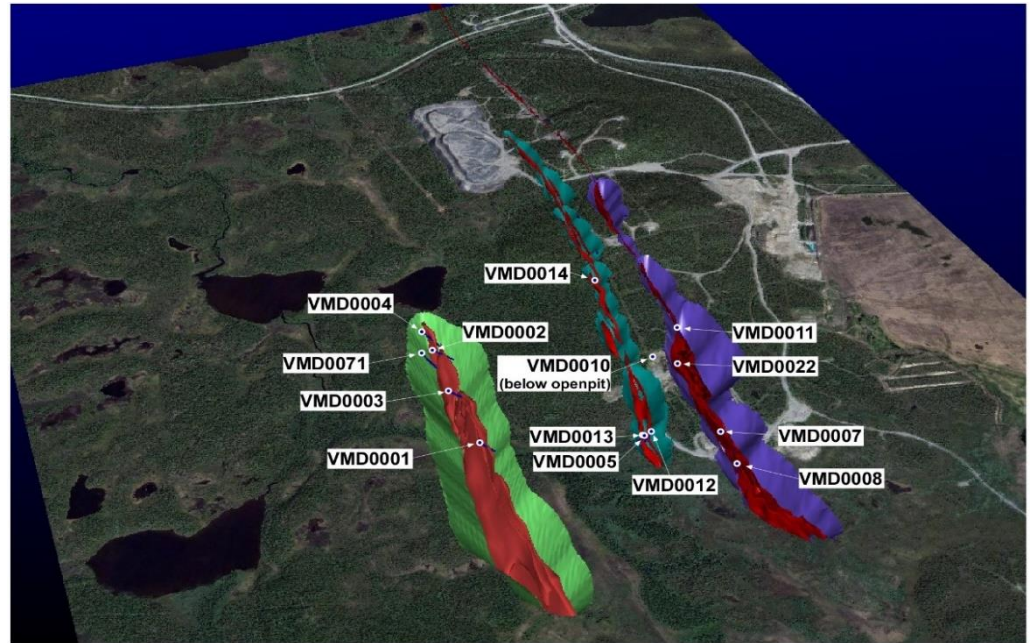 VMD0014
VMD0004
VMD0002
VMD0011
VMD0071
VMD0010
(below openpit)
VMD0022
VMD0003
VMD0013
VMD0007
VMD0001
VMD0005
VMD0008
VMD0012